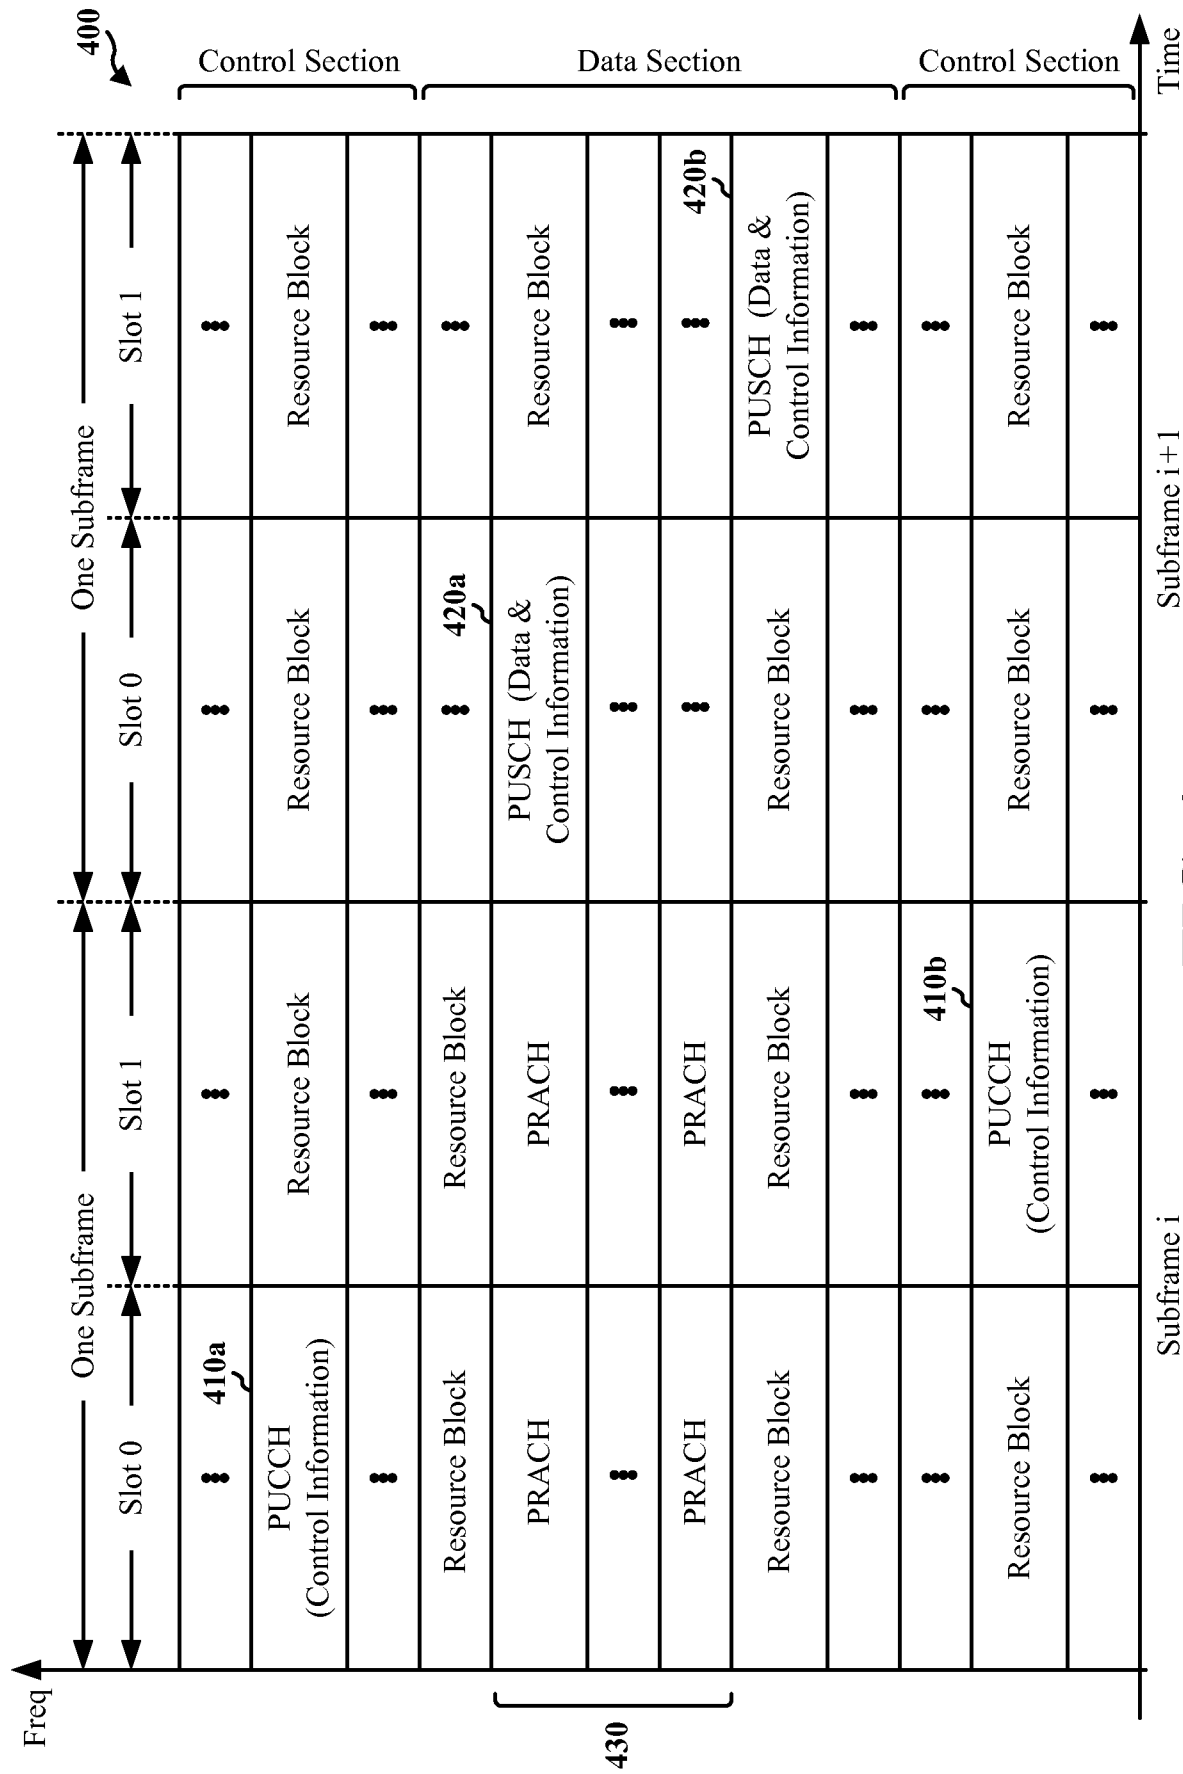 400
Freq
One Subframe
One Subframe
Slot 0
Slot 1
Slot 0
Slot 1
Control Section
410a
PUCCH
(Control Information)
Resource Block
Resource Block
Resource Block
Data Section
Resource Block
Resource Block
420a
430
PRACH
PRACH
PUSCH (Data &
Control Information)
Resource Block
PRACH
PRACH
420b
Resource Block
Resource Block
Resource Block
PUSCH (Data &
Control Information)
Control Section
410b
Resource Block
PUCCH
(Control Information)
Resource Block
Resource Block
Time
Subframe i
Subframe i+1